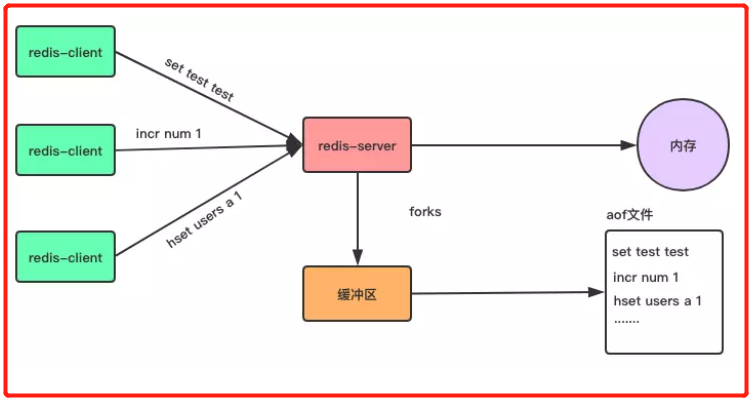 redis-client
set test test
redis-client
incr num 1
redis-client
hset users a 1
redis-server
内存
forks
缓冲区
aof文件
set test test
incr num 1
hset users a 1
.......